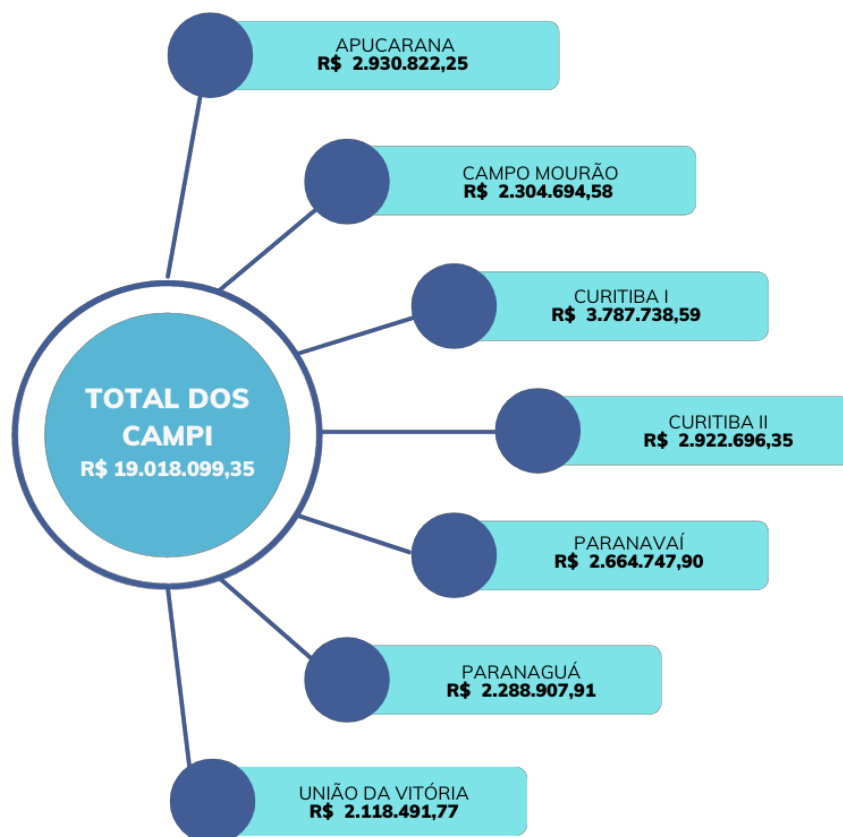 APUCARANA
R$ 2.930.822,25
CAMPO MOURÃO
R$ 2.304.694,58
CURITIBA I
R$ 3.787.738,59
TOTAL DOS
CAMPI
R$ 19.018.099,35
CURITIBA II
R$ 2.922.696,35
PARANAVAÍ
R$ 2.664.747,90
PARANAGUÁ
R$ 2.288.907,91
UNIÃO DA VITÓRIA
R$ 2.118.491,77